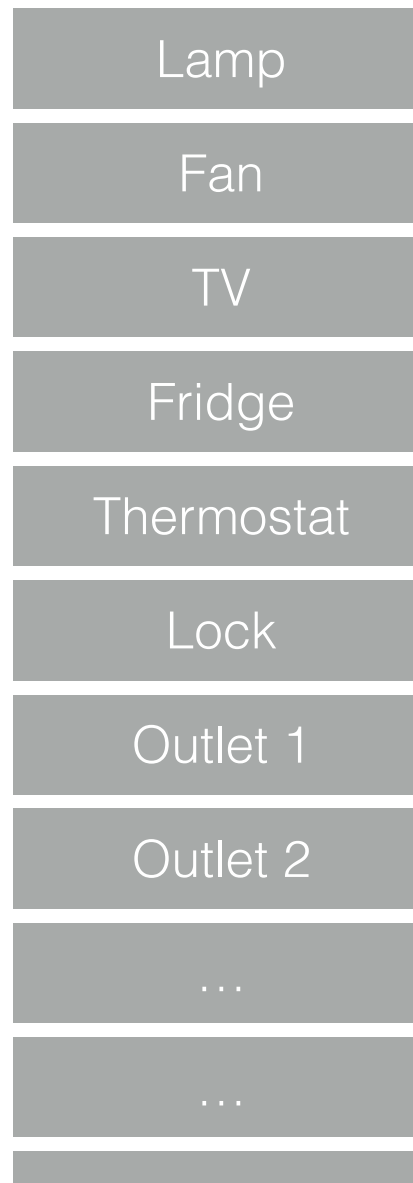 Lamp
Fan
TV
Fridge
Thermostat
Lock
Outlet 1
Outlet 2
...
...